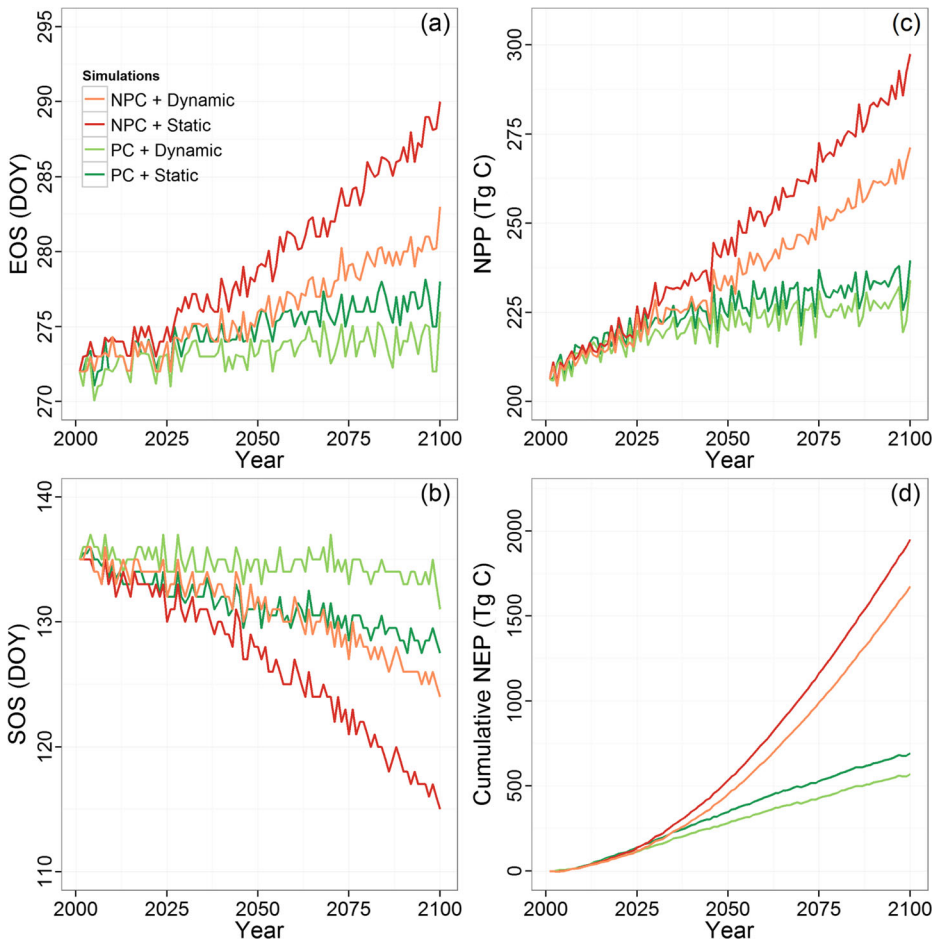 (a)
EOS (DOY)
295
290
285
280
275
270
Simulations
NPC + Dynamic
NPC + Static
PC + Dynamic
PC + Static
2000 2025 2050 2075 2100
Year
(c)
NPP (Tg C)
300
275
250
225
200
2000 2025 2050 2075 2100
Year
(b)
SOS (DOY)
140
130
120
110
2000 2025 2050 2075 2100
Year
(d)
Cumulative NEP (Tg C)
2000
1500
1000
500
0
2000 2025 2050 2075 2100
Year